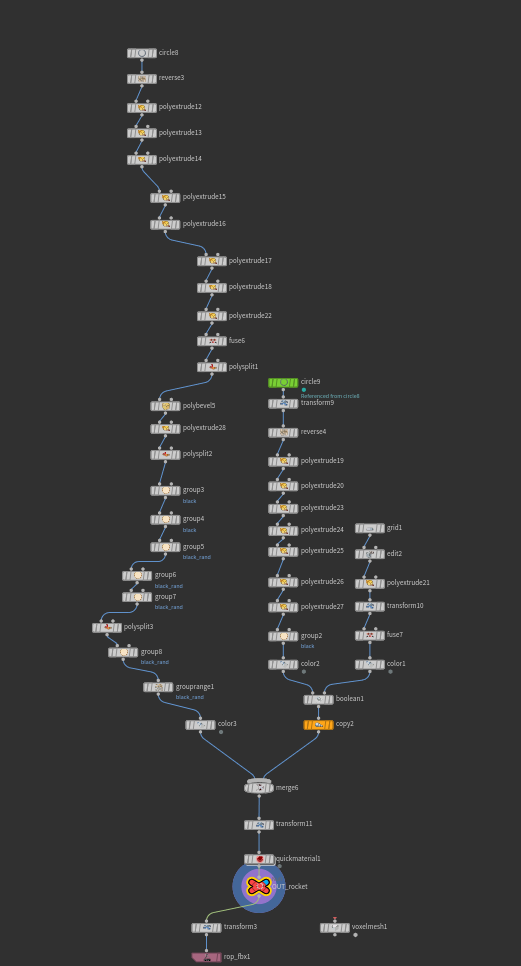 circle8
reverse3
polyextrude12
polyextrude13
polyextrude14
polyextrude15
polyextrude16
polyextrude17
polyextrude18
polyextrude22
fuse6
polysplit1
polybevel5
polyextrude28
polysplit2
group3
black
group4
black
group5
black_rand
group6
black_rand
group7
black_rand
polysplit3
group8
black_rand
grouprange1
black_rand
color3
circle9
Referenced from circle8
transform9
reverse4
polyextrude19
polyextrude20
polyextrude23
polyextrude24
polyextrude25
polyextrude26
polyextrude27
group2
black
color2
grid1
edit2
polyextrude21
transform10
fuse7
color1
boolean1
copy2
merge6
transform11
quickmaterial1
OUT_rocket
transform3
voxelmesh1
rop_fbx1